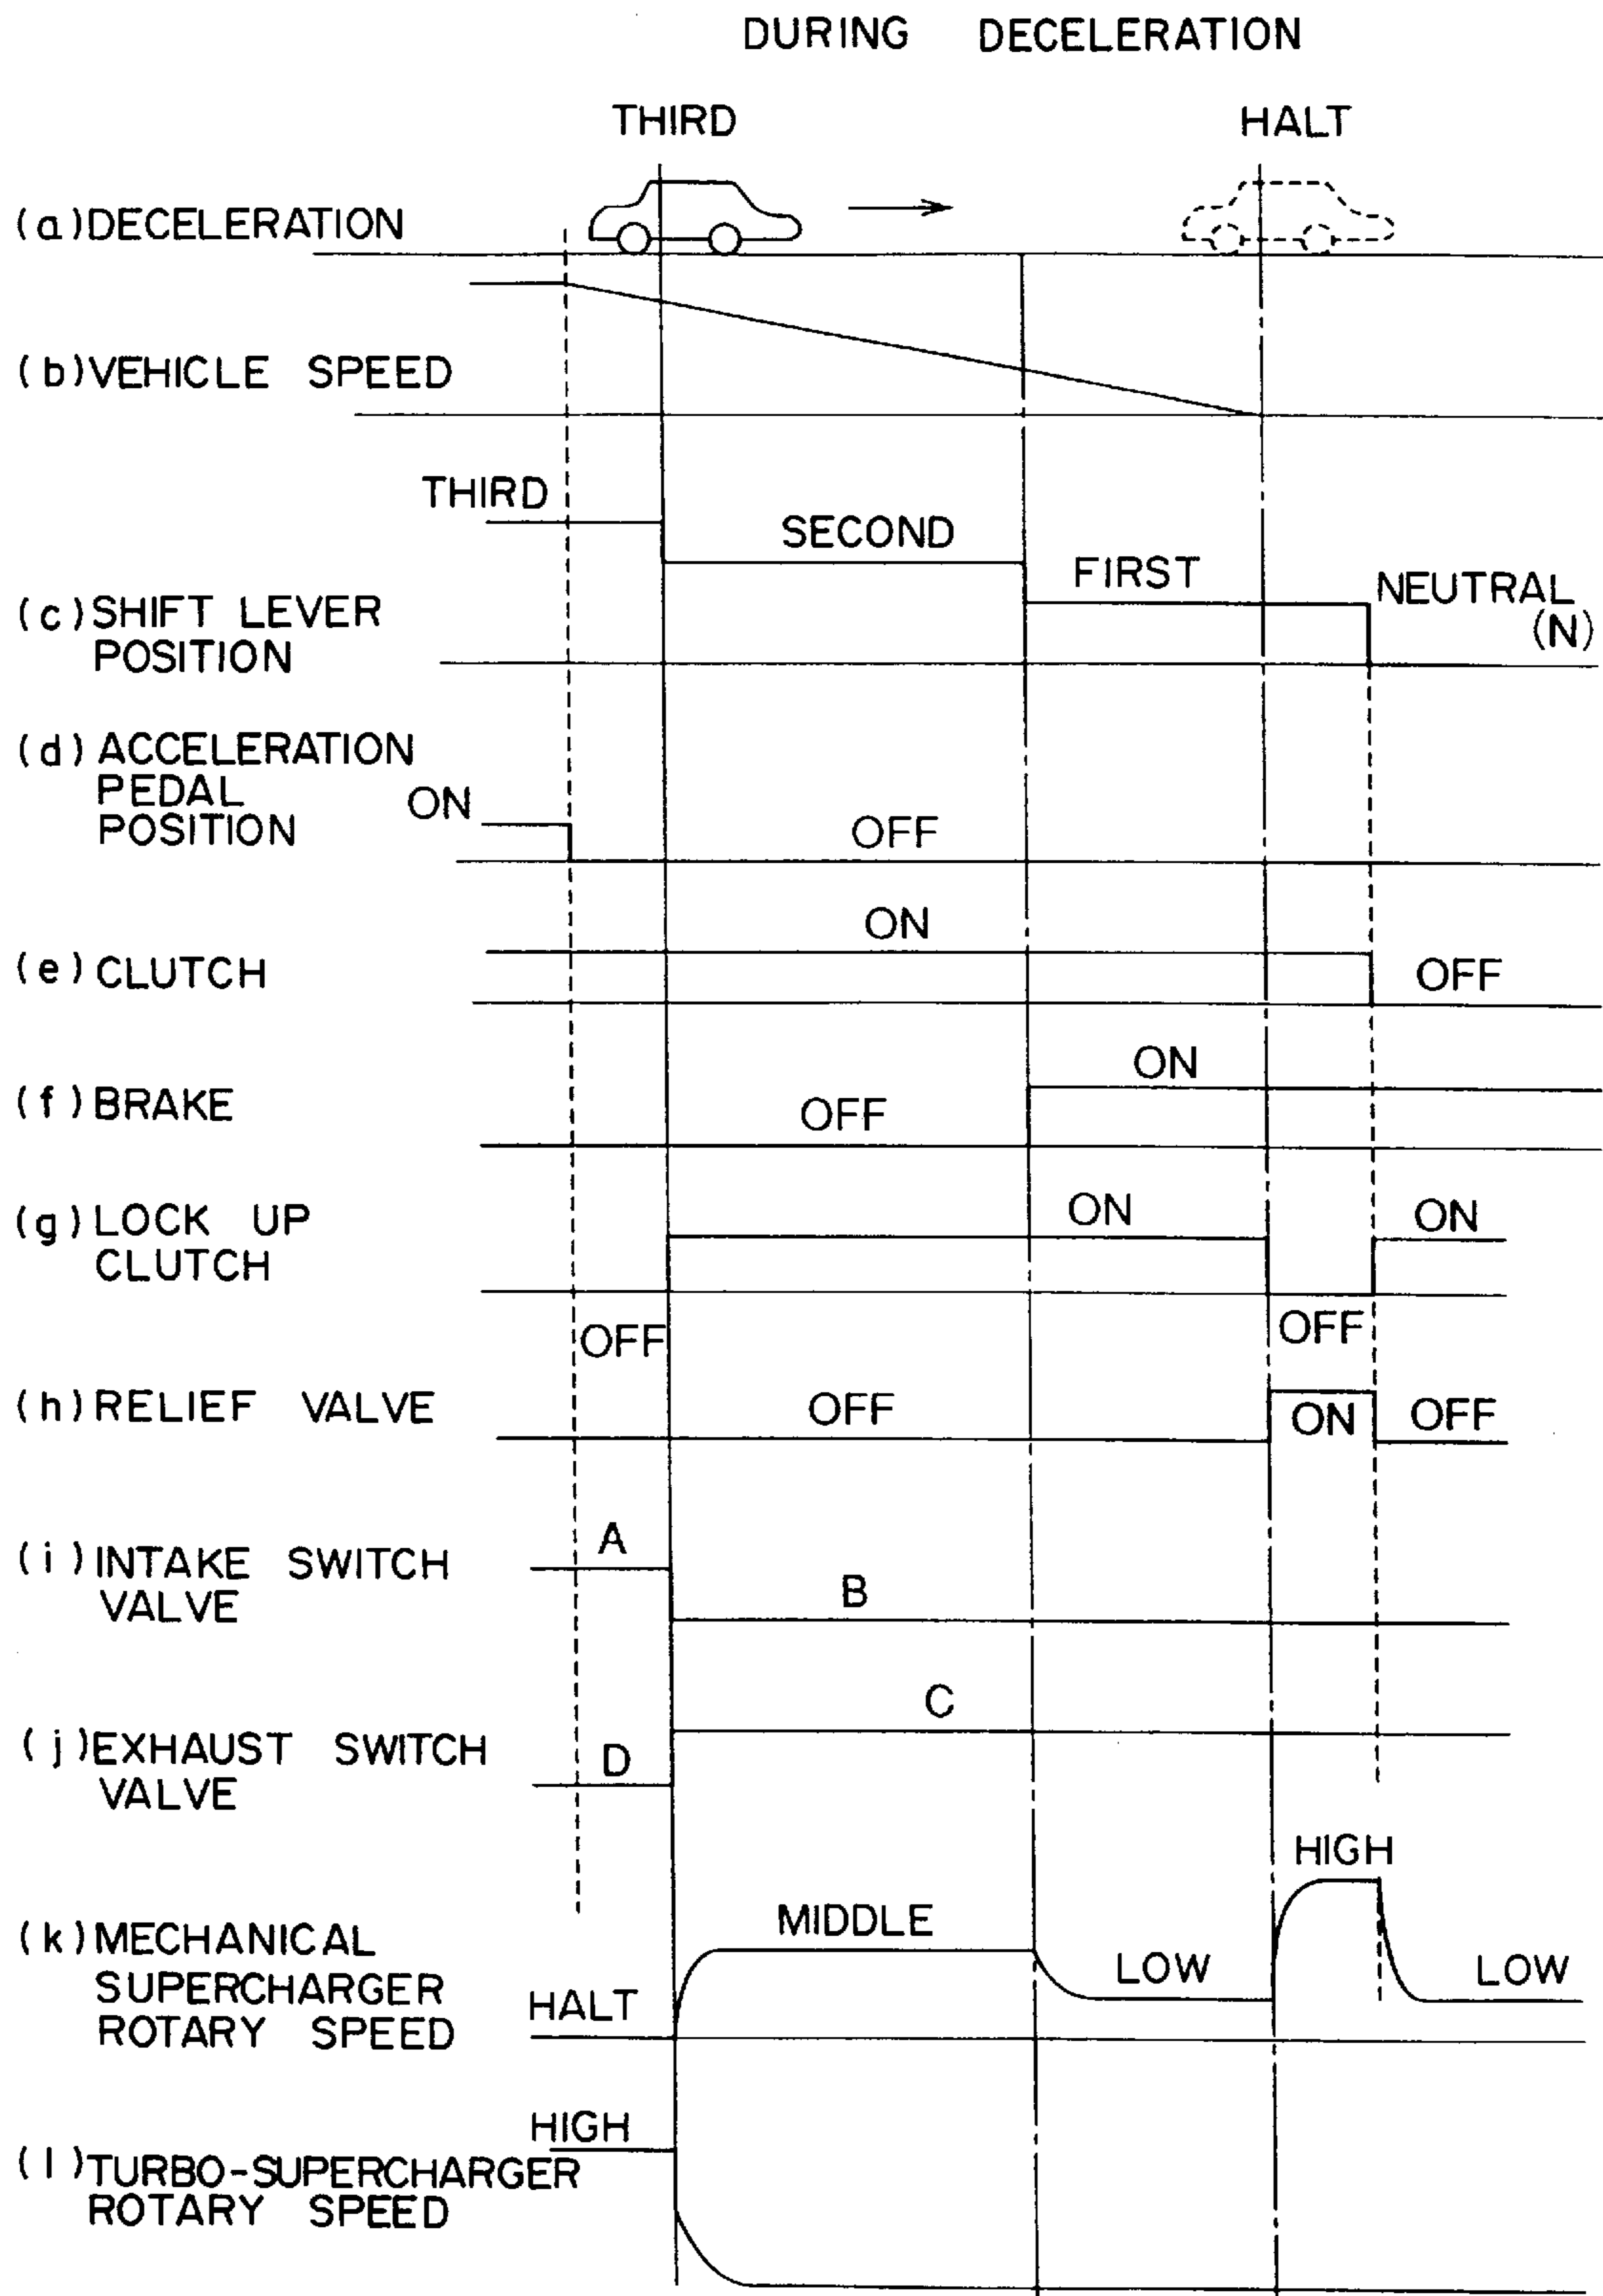 DURING DECELERATION
THIRD HALT
(a) DECELERATION
(b) VEHICLE SPEED
THIRD
SECOND
FIRST
NEUTRAL
(N)
(c) SHIFT LEVER
POSITION
(d) ACCELERATION
PEDAL
POSITION
ON
OFF
ON
(e) CLUTCH
OFF
ON
(f) BRAKE
OFF
(g) LOCK UP
CLUTCH
ON
ON
OFF
OFF
(h) RELIEF VALVE
OFF
ON
OFF
A
(i) INTAKE SWITCH
VALVE
B
C
(j) EXHAUST SWITCH
VALVE
D
HIGH
(k) MECHANICAL
SUPERCHARGER
ROTARY SPEED
MIDDLE
LOW
LOW
HALT
HIGH
(l) TURBO-SUPERCHARGER
ROTARY SPEED